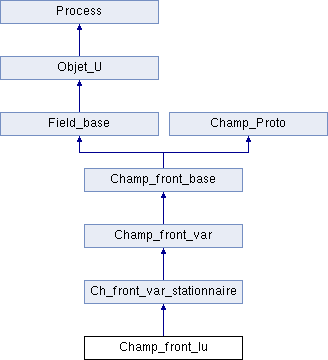 Process
Objet_U
Field_base
Champ_Proto
Champ_front_base
Champ_front_var
Ch_front_var_stationnaire
Champ_front_lu